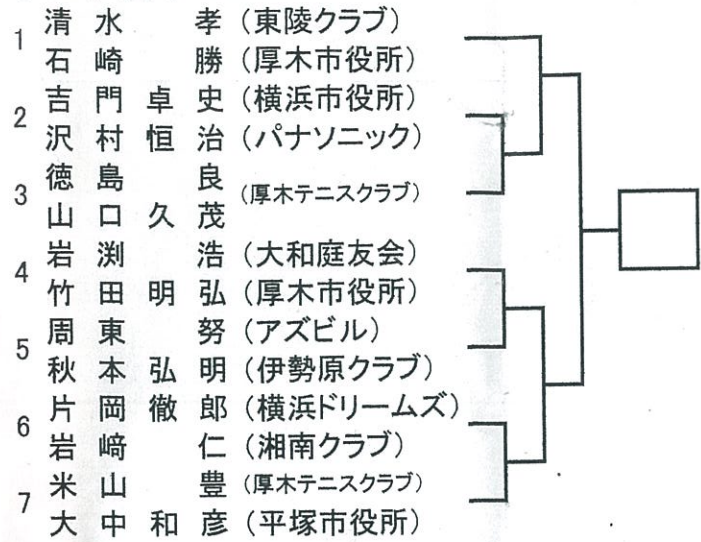 1 清水 孝 (東陵クラブ)
石崎 勝 (厚木市役所)
2 吉門卓史 (横浜市役所)
沢村恒治 (パナソニック)
3 徳島 良 (厚木テニスクラブ)
山口久茂
4 岩渕 浩 (大和庭友会)
竹田明弘 (厚木市役所)
5 周東 努 (アズビル)
秋本弘明 (伊勢原クラブ)
6 片岡徹郎 (横浜ドリームズ)
岩﨑 仁 (湘南クラブ)
7 米山 豊 (厚木テニスクラブ)
大中和彦 (平塚市役所)